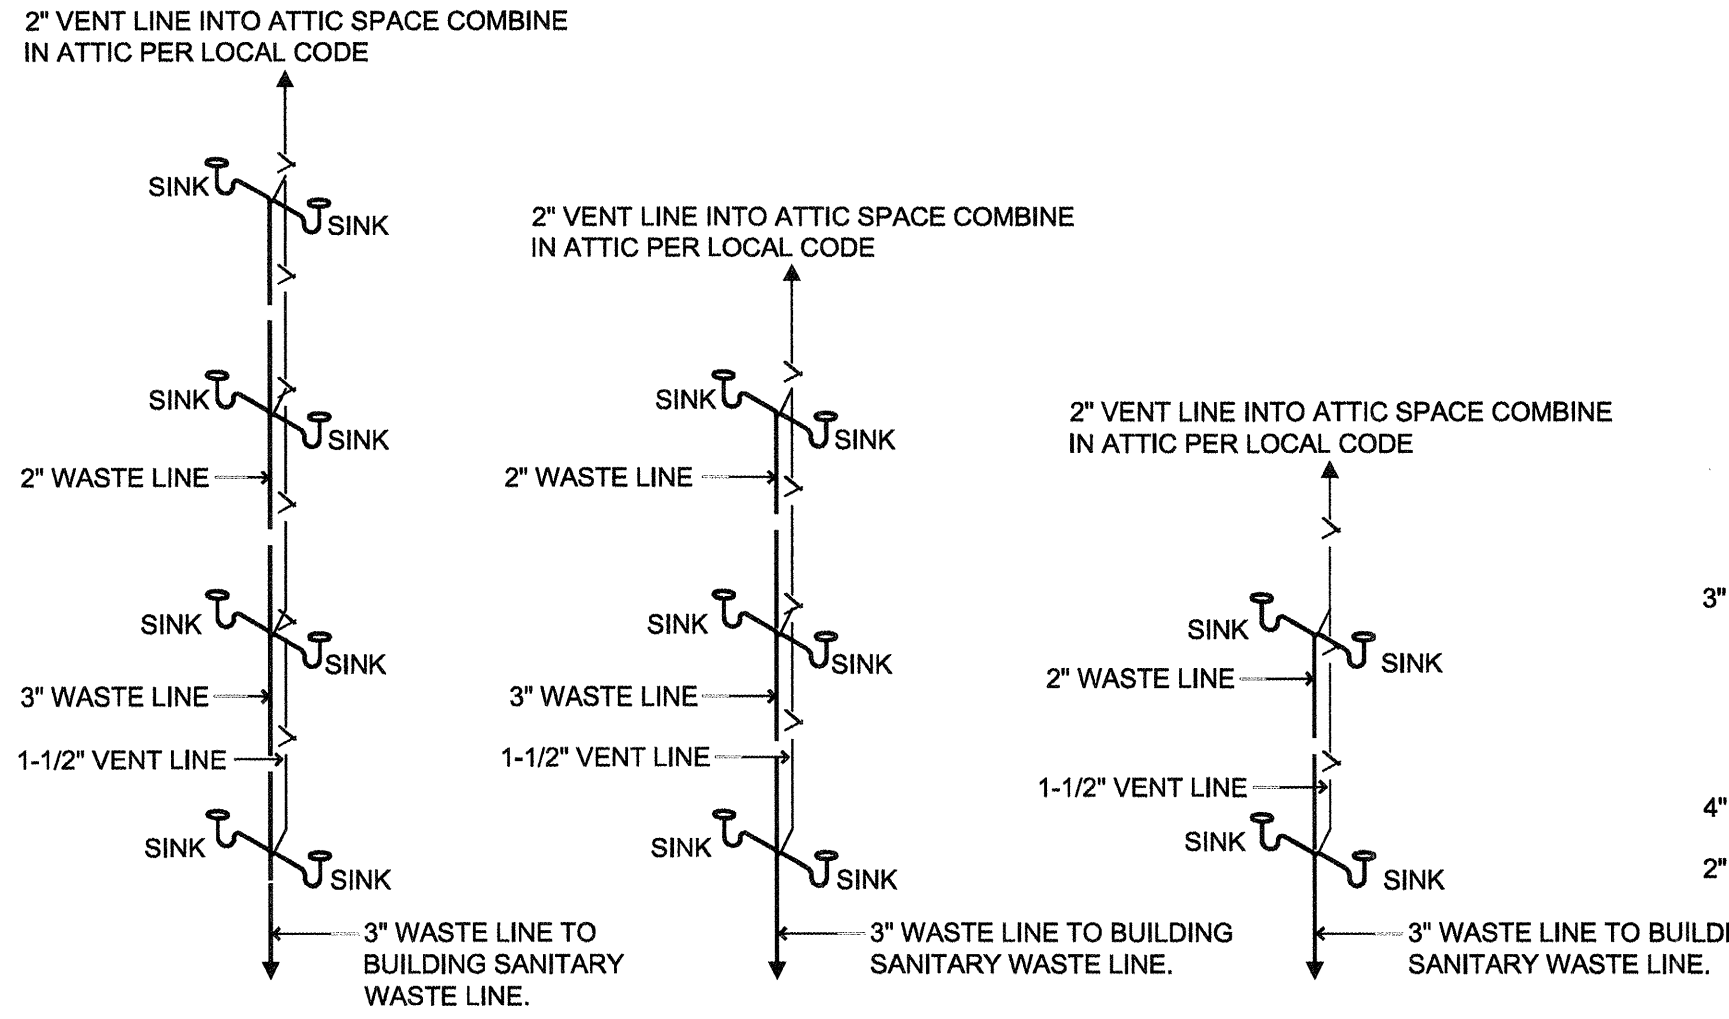 2" VENT LINE INTO ATTIC SPACE COMBINE
IN ATTIC PER LOCAL CODE
SINK
SINK
SINK
SINK
2" WASTE LINE
SINK
SINK
3" WASTE LINE
1-1/2" VENT LINE
SINK
SINK
3" WASTE LINE TO
BUILDING SANITARY
WASTE LINE.
2" VENT LINE INTO ATTIC SPACE COMBINE
IN ATTIC PER LOCAL CODE
SINK
SINK
2" WASTE LINE
SINK
SINK
3" WASTE LINE
1-1/2" VENT LINE
SINK
SINK
3" WASTE LINE TO BUILDING
SANITARY WASTE LINE.
2" VENT LINE INTO ATTIC SPACE COMBINE
IN ATTIC PER LOCAL CODE
SINK
SINK
2" WASTE LINE
1-1/2" VENT LINE
SINK
SINK
3" WASTE LINE TO BUILDI
SANITARY WASTE LINE.
3"
4"
2"